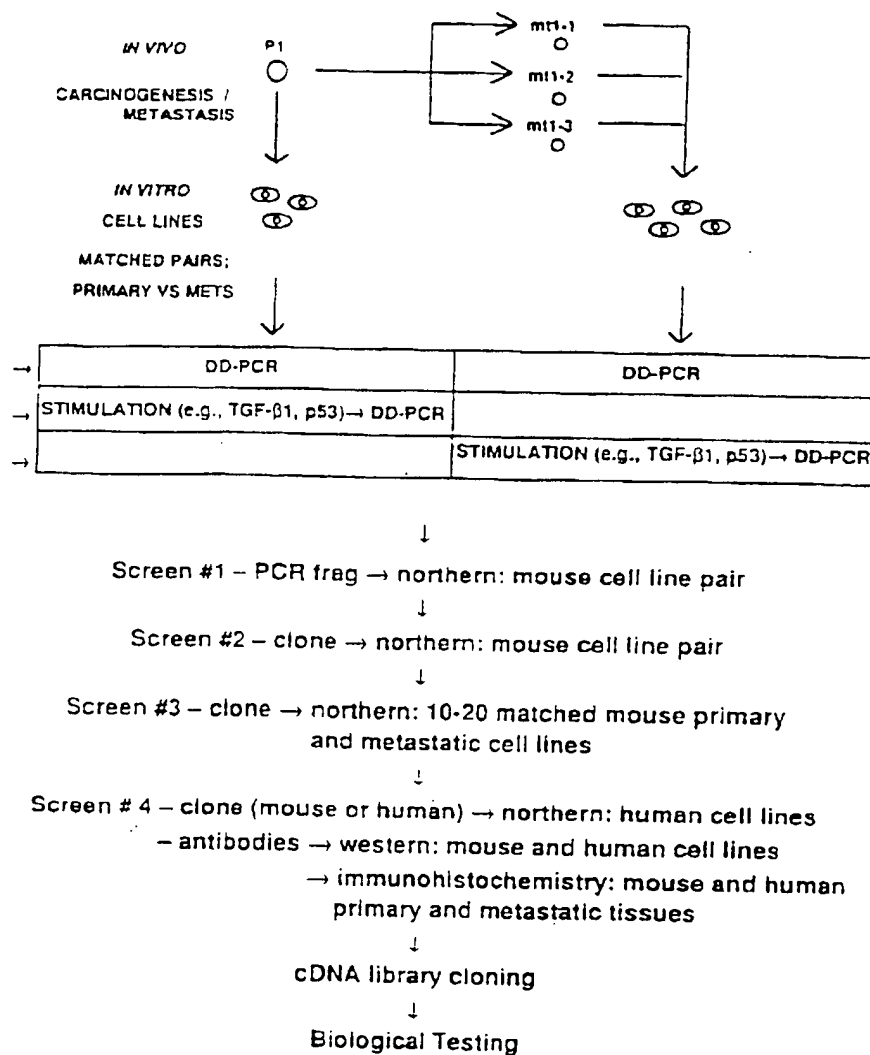 IN VIVO
P1
mt1-1
mt1-2
CARCINOGENESIS /
METASTASIS
mt1-3
IN VITRO
CELL LINES
MATCHED PAIRS;
PRIMARY VS METS
→ DD-PCR DD-PCR
→ STIMULATION (e.g., TGF-β1, p53)→ DD-PCR
→ STIMULATION (e.g., TGF-β1, p53)→ DD-PCR
↓
Screen #1 – PCR frag → northern: mouse cell line pair
↓
Screen #2 – clone → northern: mouse cell line pair
↓
Screen #3 – clone → northern: 10-20 matched mouse primary
and metastatic cell lines
↓
Screen # 4 – clone (mouse or human) → northern: human cell lines
– antibodies → western: mouse and human cell lines
→ immunohistochemistry: mouse and human
primary and metastatic tissues
↓
cDNA library cloning
↓
Biological Testing